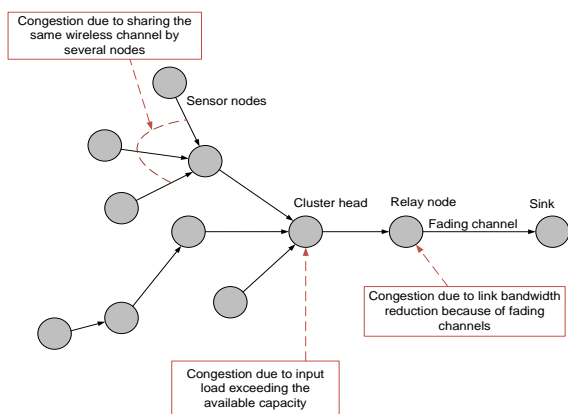 Congestion due to sharing the
same wireless channel by
several nodes
Sensor nodes
Cluster head
Relay node
Sink
Fading channel
Congestion due to link bandwidth
reduction because of fading
channels
Congestion due to input
load exceeding the
available capacity